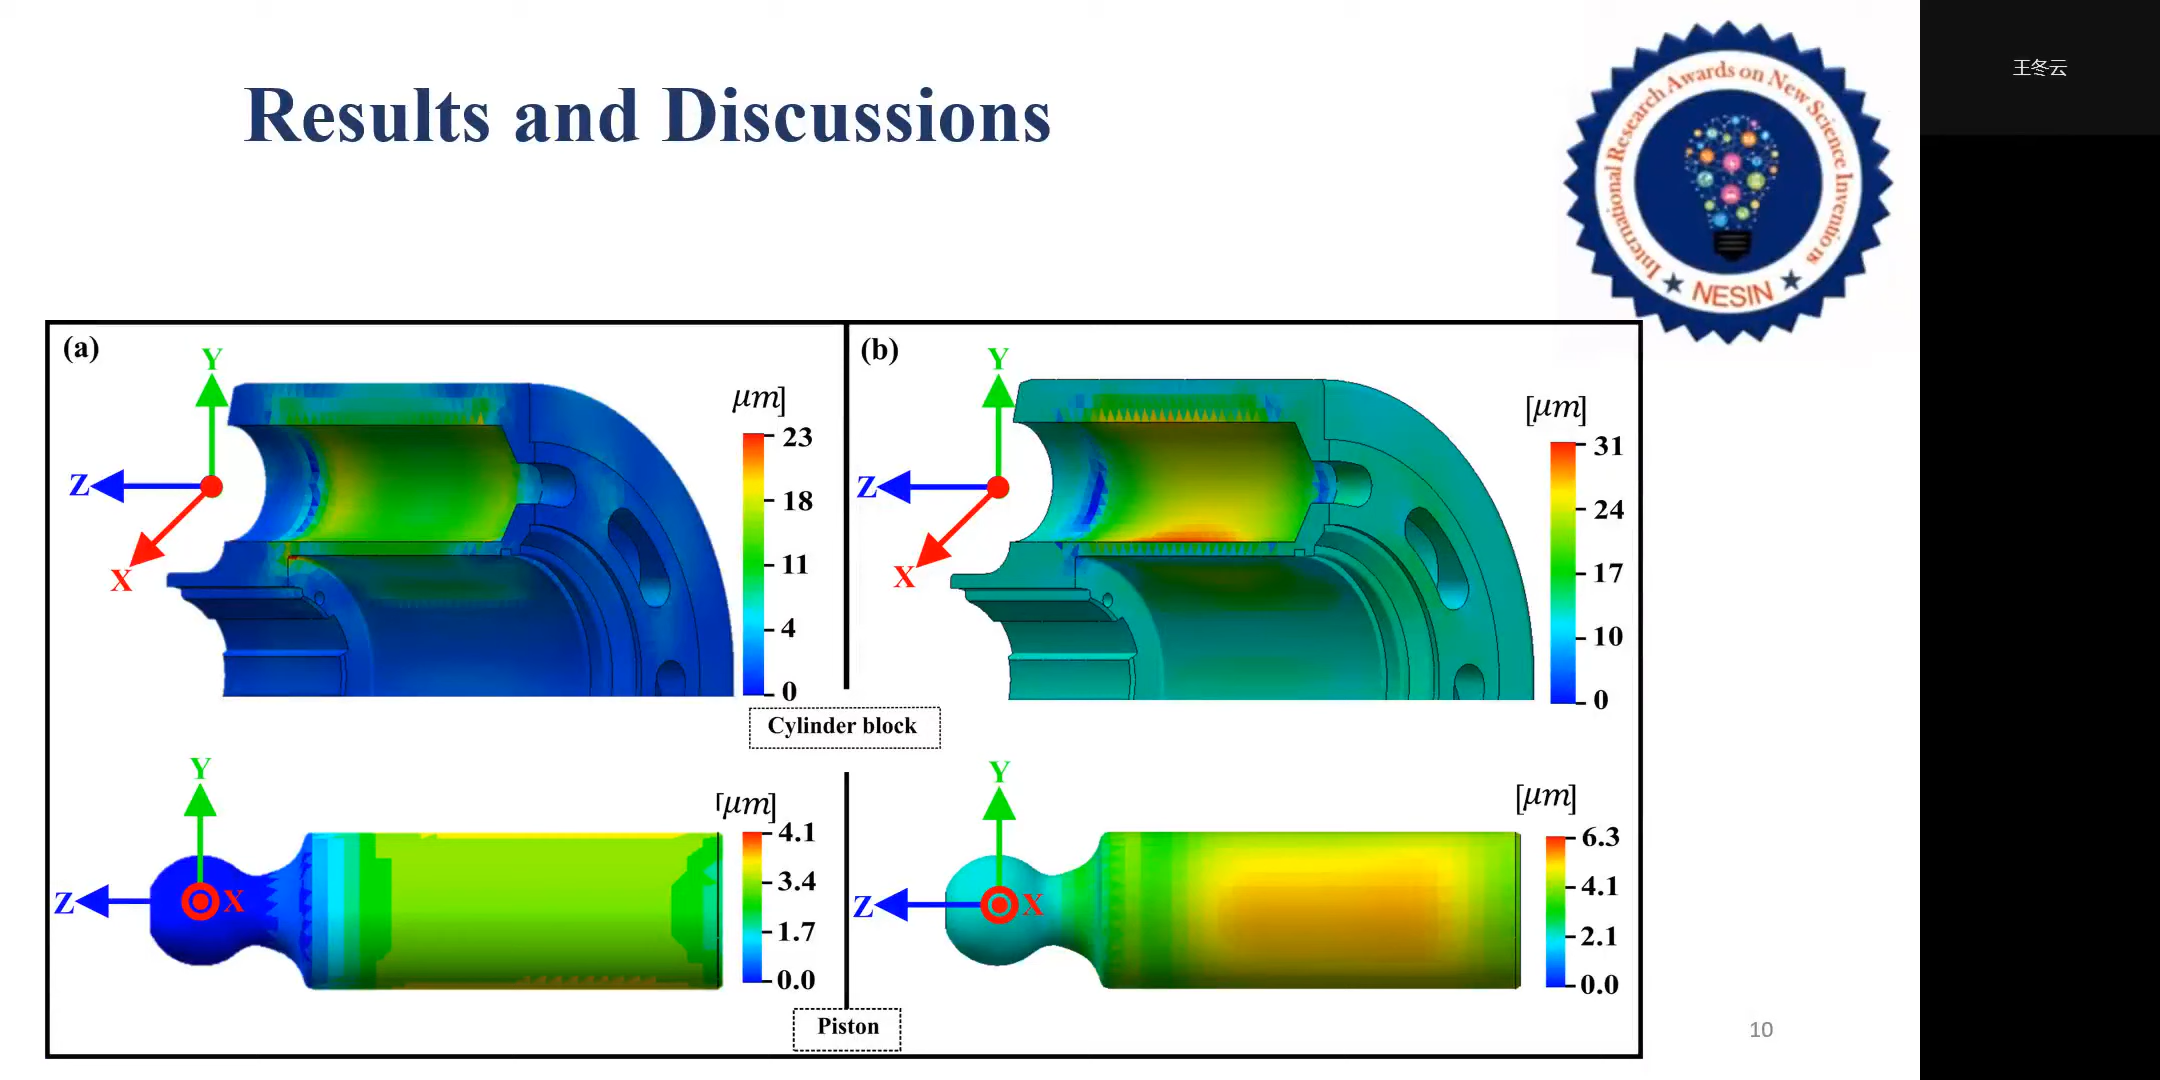 Results and Discussions
International Research Awards on New Science Inventions
★ NESIN ★
王冬云
(a)
Y
Z
X
μm]
23
18
11
4
0
(b)
Y
Z
X
[μm]
31
24
17
10
0
Cylinder block
Y
Z
X
[μm]
4.1
3.4
1.7
0.0
Y
Z
X
[μm]
6.3
4.1
2.1
0.0
Piston
10